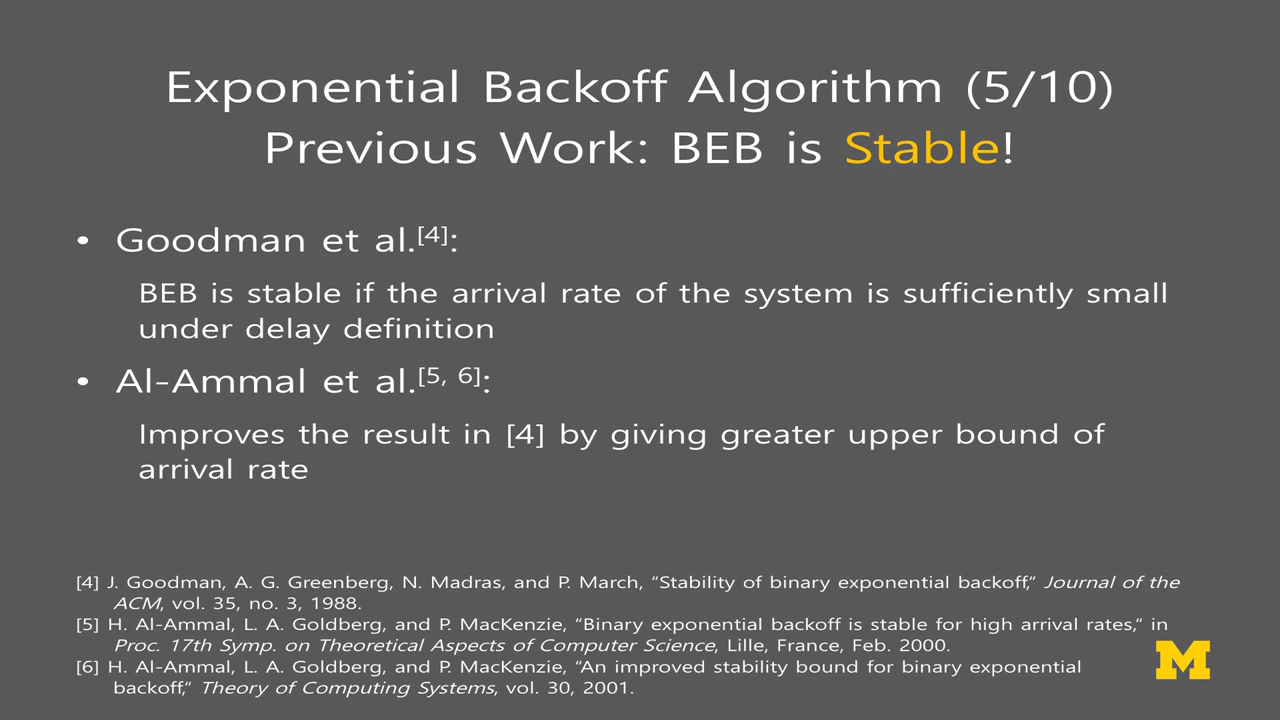 Exponential Backoff Algorithm (5/10)
Previous Work: BEB is Stable!
• Goodman et al.[4]:
BEB is stable if the arrival rate of the system is sufficiently small
under delay definition
• Al-Ammal et al.[5, 6]:
Improves the result in [4] by giving greater upper bound of
arrival rate
[4] J. Goodman, A. G. Greenberg, N. Madras, and P. March, “Stability of binary exponential backoff,“ Journal of the
ACM, vol. 35, no. 3, 1988.
[5] H. Al-Ammal, L. A. Goldberg, and P. MacKenzie, “Binary exponential backoff is stable for high arrival rates,“ in
Proc. 17th Symp. on Theoretical Aspects of Computer Science, Lille, France, Feb. 2000.
[6] H. Al-Ammal, L. A. Goldberg, and P. MacKenzie, “An improved stability bound for binary exponential
backoff,“ Theory of Computing Systems, vol. 30, 2001.
M